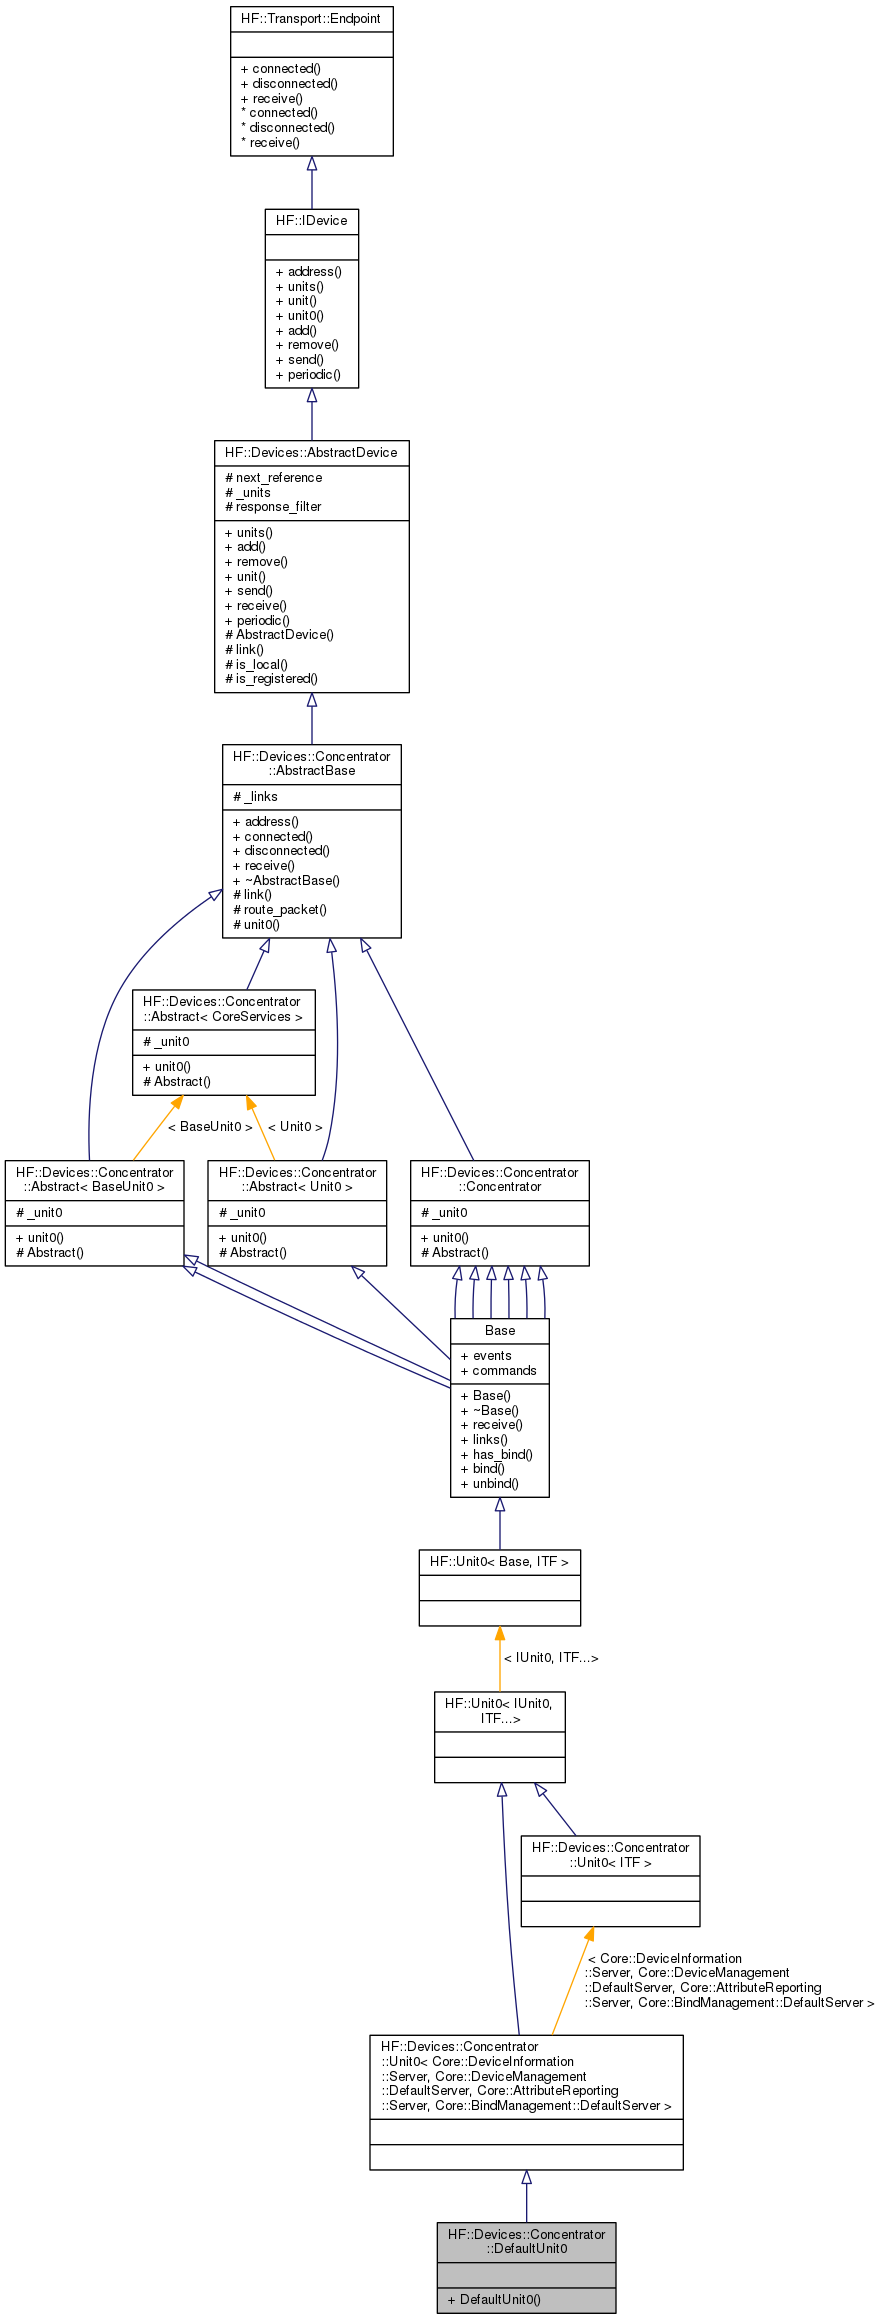 HF::Transport::Endpoint
+ connected()
+ disconnected()
+ receive()
* connected()
* disconnected()
* receive()
HF::IDevice
+ address()
+ units()
+ unit()
+ unit0()
+ add()
+ remove()
+ send()
+ periodic()
HF::Devices::AbstractDevice
# next_reference
# _units
# response_filter
+ units()
+ add()
+ remove()
+ unit()
+ send()
+ receive()
+ periodic()
# AbstractDevice()
# link()
# is_local()
# is_registered()
HF::Devices::Concentrator
::AbstractBase
# _links
+ address()
+ connected()
+ disconnected()
+ receive()
+ ~AbstractBase()
# link()
# route_packet()
# unit0()
HF::Devices::Concentrator
::Abstract< CoreServices >
# _unit0
+ unit0()
# Abstract()
< BaseUnit0 >
< Unit0 >
HF::Devices::Concentrator
::Abstract< BaseUnit0 >
# _unit0
+ unit0()
# Abstract()
HF::Devices::Concentrator
::Abstract< Unit0 >
# _unit0
+ unit0()
# Abstract()
HF::Devices::Concentrator
::Concentrator
# _unit0
+ unit0()
# Abstract()
Base
+ events
+ commands
+ Base()
+ ~Base()
+ receive()
+ links()
+ has_bind()
+ bind()
+ unbind()
HF::Unit0< Base, ITF >
< IUnit0, ITF...>
HF::Unit0< IUnit0,
ITF...>
HF::Devices::Concentrator
::Unit0< ITF >
< Core::DeviceInformation
::Server, Core::DeviceManagement
::DefaultServer, Core::AttributeReporting
::Server, Core::BindManagement::DefaultServer >
HF::Devices::Concentrator
::Unit0< Core::DeviceInformation
::Server, Core::DeviceManagement
::DefaultServer, Core::AttributeReporting
::Server, Core::BindManagement::DefaultServer >
HF::Devices::Concentrator
::DefaultUnit0
+ DefaultUnit0()